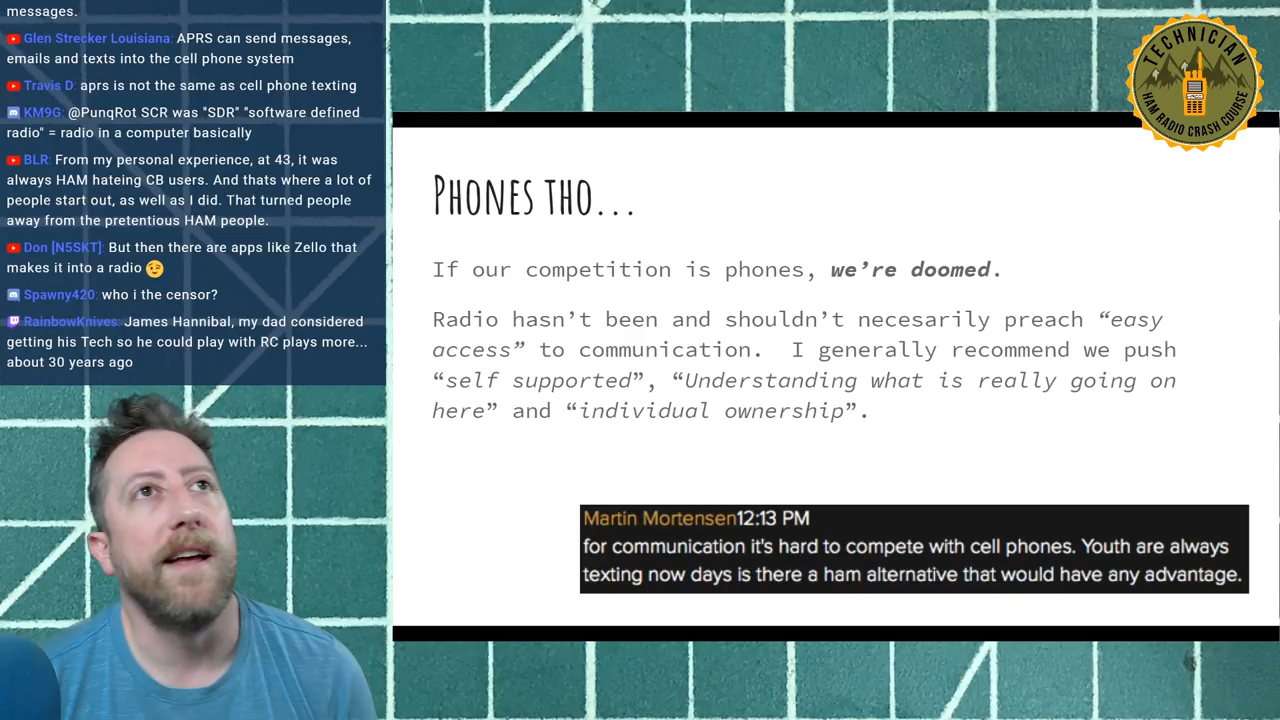 messages.
Glen Strecker Louisiana: APRS can send messages,
emails and texts into the cell phone system
Travis D: aprs is not the same as cell phone texting
KM9G: @PunqRot SCR was "SDR" "software defined
radio" = radio in a computer basically
BLR: From my personal experience, at 43, it was
always HAM hateing CB users. And thats where a lot of
people start out, as well as I did. That turned people
away from the pretentious HAM people.
Don [N5SKT]: But then there are apps like Zello that
makes it into a radio 😉
Spawny420: who i the censor?
RainbowKnives: James Hannibal, my dad considered
getting his Tech so he could play with RC plays more...
about 30 years ago
TECHNICIAN
HAM RADIO CRASH COURSE
PHONES THO...
If our competition is phones, we're doomed.
Radio hasn't been and shouldn't necesarily preach “easy
access” to communication. I generally recommend we push
“self supported”, “Understanding what is really going on
here” and “individual ownership”.
Martin Mortensen12:13 PM
for communication it's hard to compete with cell phones. Youth are always
texting now days is there a ham alternative that would have any advantage.